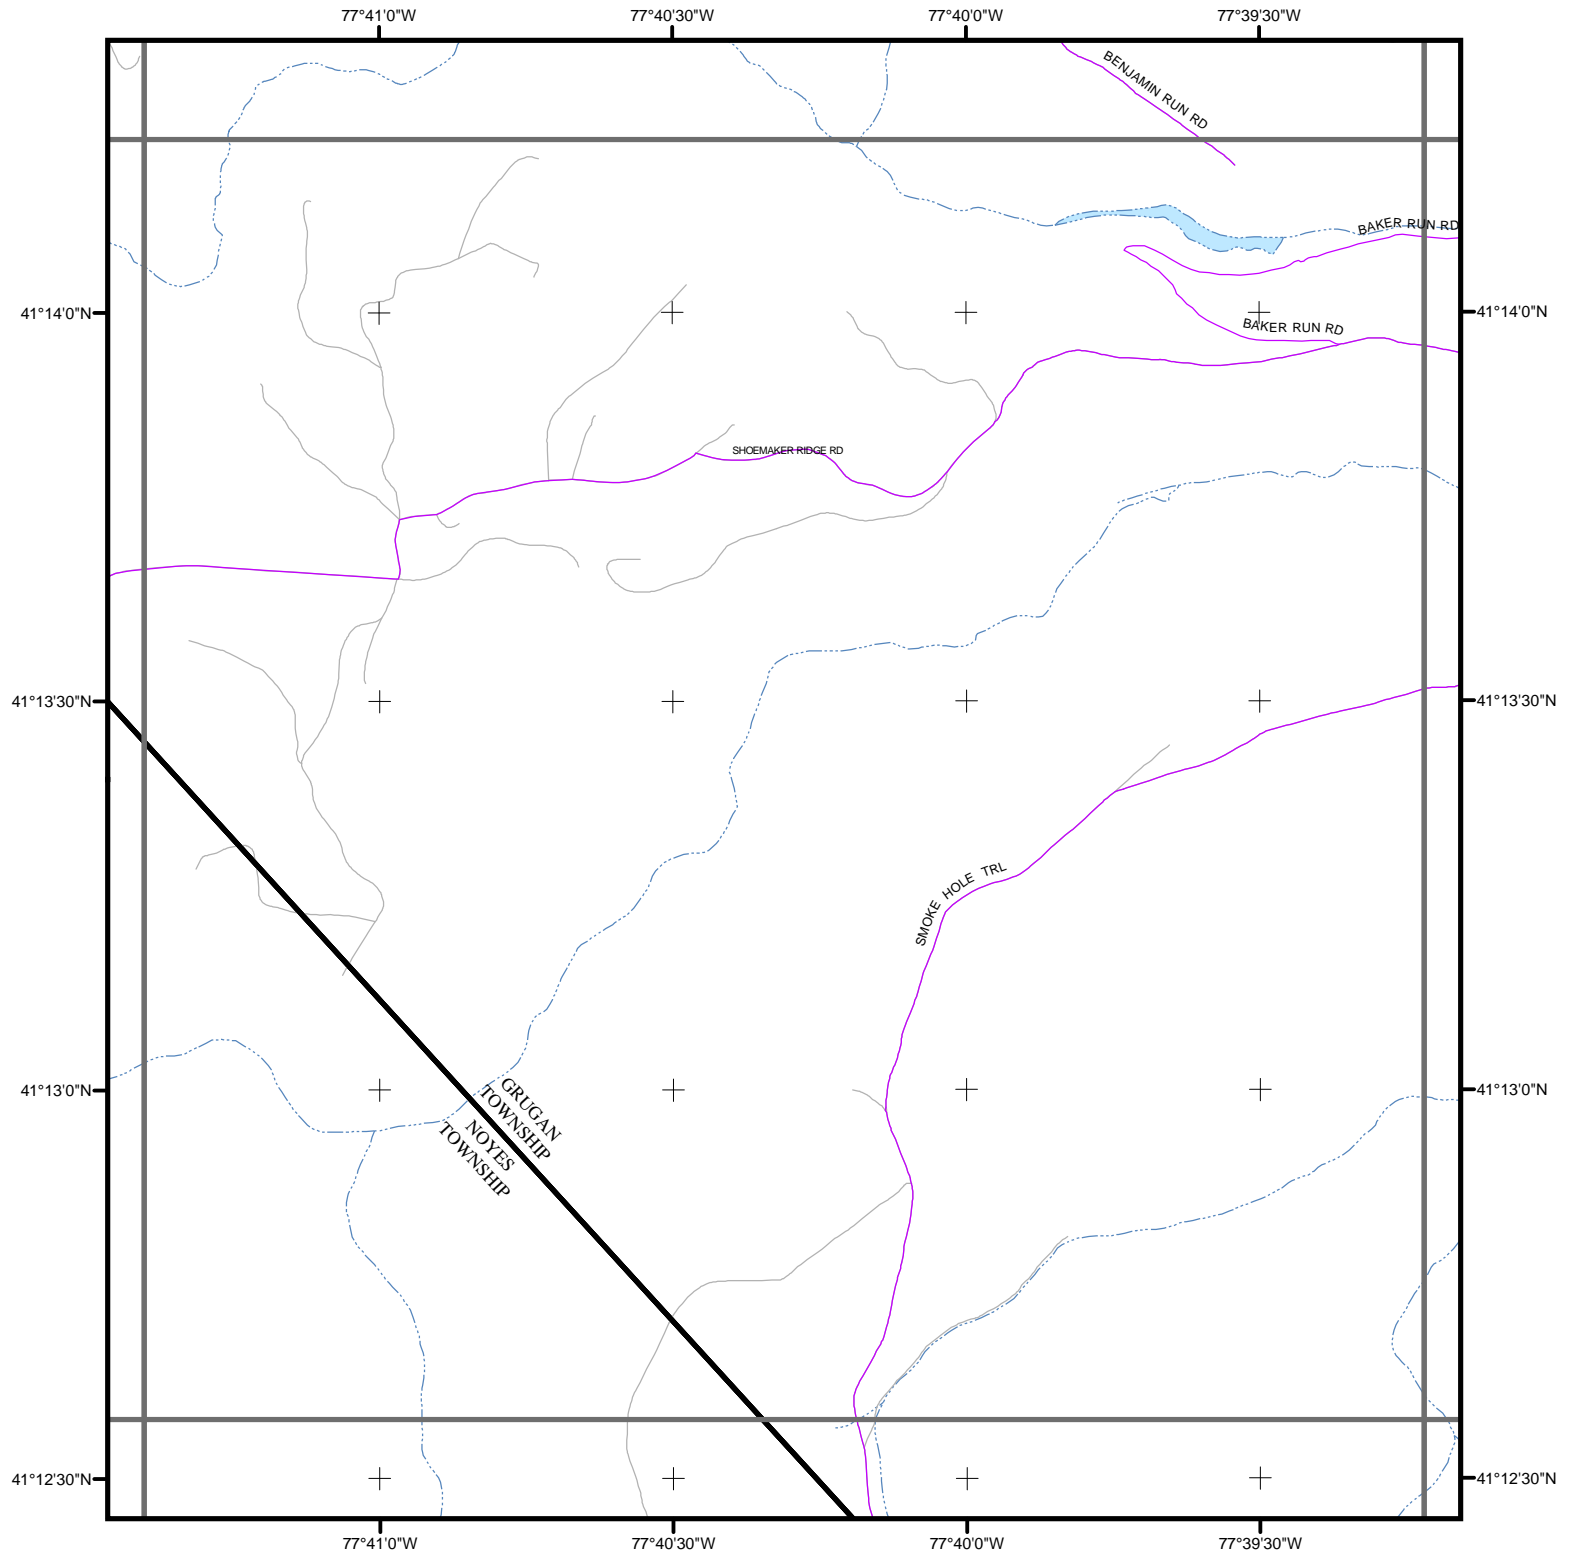 77°41'0"W 77°40'30"W 77°40'0"W 77°39'30"W
BENJAMIN RUN RD
BAKER RUN RD
41°14'0"N 41°14'0"N
BAKER RUN RD
SHOEMAKER RIDGE RD
41°13'30"N 41°13'30"N
SMOKE HOLE TRL
41°13'0"N 41°13'0"N
GRUGAN
TOWNSHIP
NOYES
TOWNSHIP
41°12'30"N 41°12'30"N
77°41'0"W 77°40'30"W 77°40'0"W 77°39'30"W